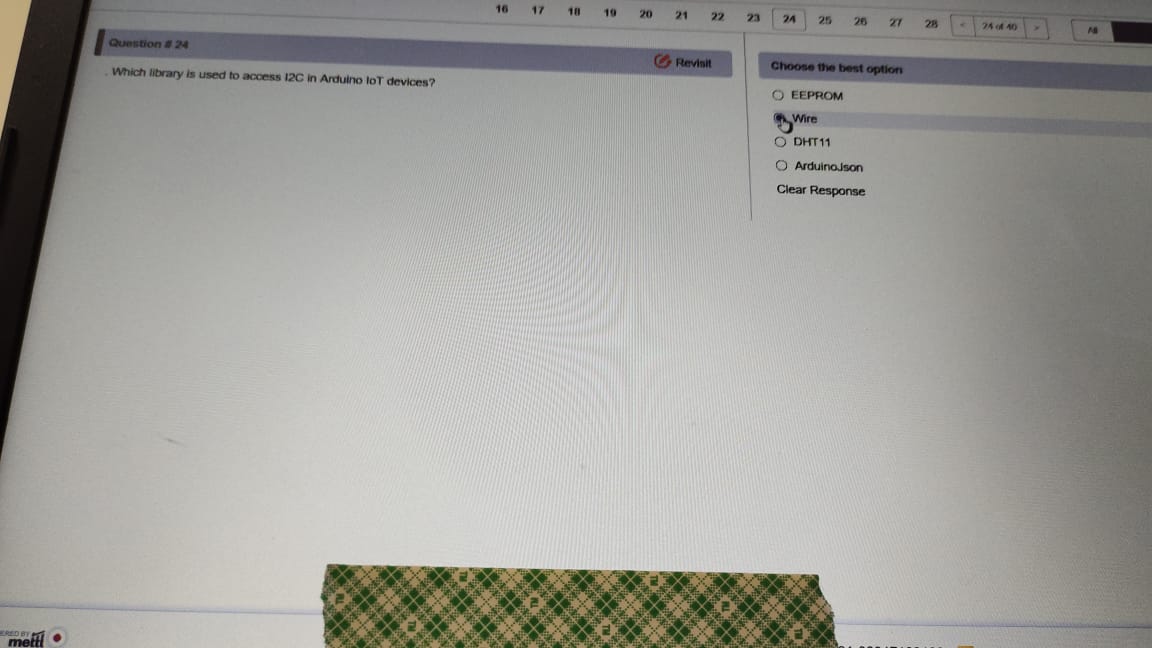 16 17 18 19 20 21 22 23 24 25 26 27 28 < 24 of 40 > All
Question # 24
Revisit
. Which library is used to access I2C in Arduino IoT devices?
Choose the best option
EEPROM
Wire
DHT11
ArduinoJson
Clear Response
ERED BY
mettl